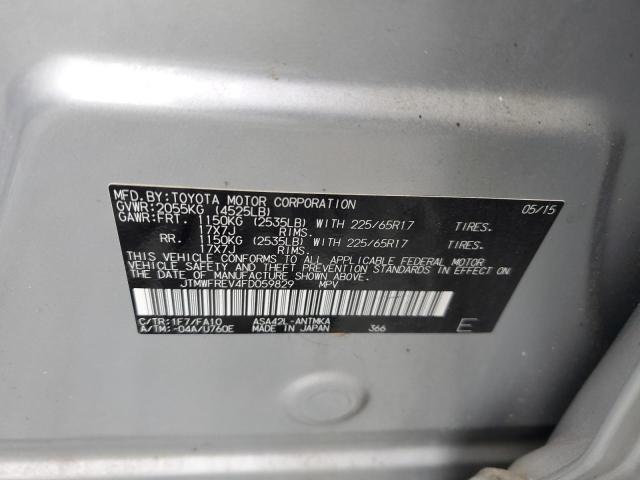 MFD. BY: TOYOTA MOTOR CORPORATION 05/15
GVWR: 2055KG (4525LB)
GAWR: FRT. 1150KG (2535LB) WITH 225/65R17 TIRES.
17X7J RIMS.
RR. 1150KG (2535LB) WITH 225/65R17 TIRES.
17X7J RIMS.
THIS VEHICLE CONFORMS TO ALL APPLICABLE FEDERAL MOTOR
VEHICLE SAFETY AND THEFT PREVENTION STANDARDS IN EFFECT ON
THE DATE OF MANUFACTURE SHOWN ABOVE.
JTMWFREV4FD059829 MPV
C/TR: 1F7/FA10 ASA42L-ANTMKA
A/TM: -04A/U760E MADE IN JAPAN 366 E